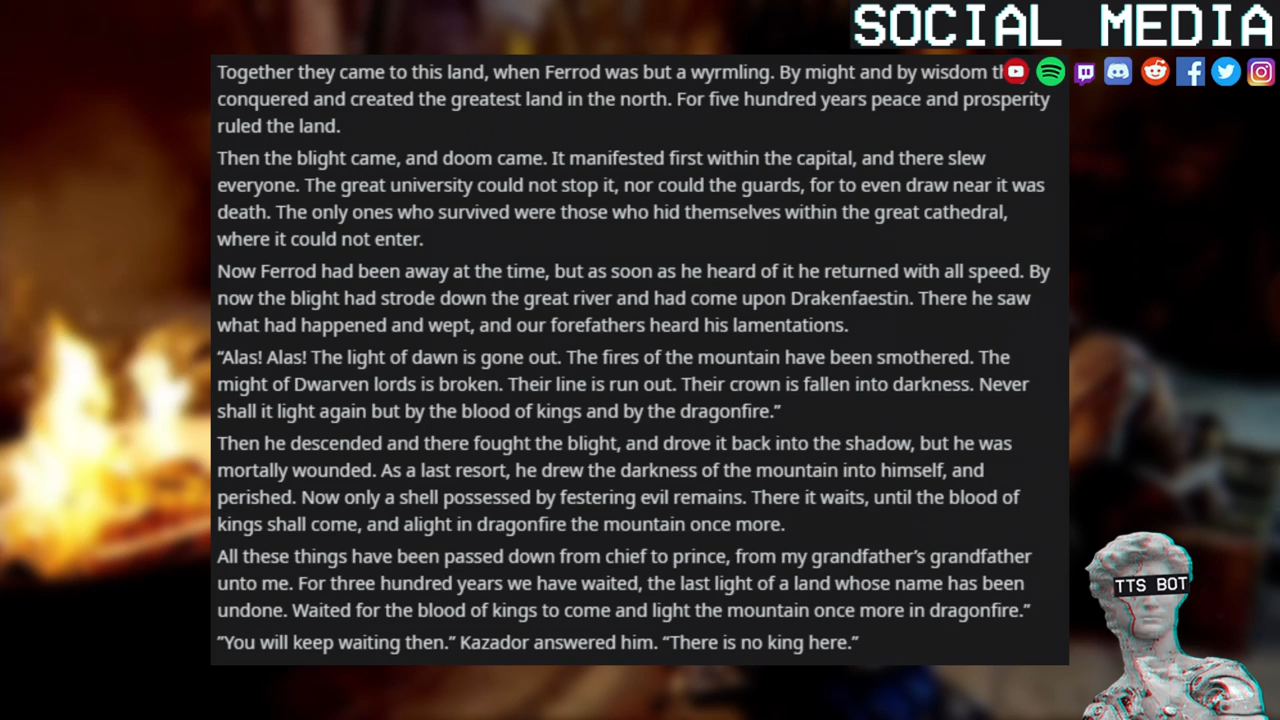 SOCIAL MEDIA
Together they came to this land, when Ferrod was but a wyrmling. By might and by wisdom
conquered and created the greatest land in the north. For five hundred years peace and prosperity
ruled the land.
Then the blight came, and doom came. It manifested first within the capital, and there slew
everyone. The great university could not stop it, nor could the guards, for to even draw near it was
death. The only ones who survived were those who hid themselves within the great cathedral,
where it could not enter.
Now Ferrod had been away at the time, but as soon as he heard of it he returned with all speed. By
now the blight had strode down the great river and had come upon Drakenfaestin. There he saw
what had happened and wept, and our forefathers heard his lamentations.
“Alas! Alas! The light of dawn is gone out. The fires of the mountain have been smothered. The
might of Dwarven lords is broken. Their line is run out. Their crown is fallen into darkness. Never
shall it light again but by the blood of kings and by the dragonfire.”
Then he descended and there fought the blight, and drove it back into the shadow, but he was
mortally wounded. As a last resort, he drew the darkness of the mountain into himself, and
perished. Now only a shell possessed by festering evil remains. There it waits, until the blood of
kings shall come, and alight in dragonfire the mountain once more.
All these things have been passed down from chief to prince, from my grandfather’s grandfather
unto me. For three hundred years we have waited, the last light of a land whose name has been
undone. Waited for the blood of kings to come and light the mountain once more in dragonfire.”
”You will keep waiting then.” Kazador answered him. “There is no king here.”
TTS BOT